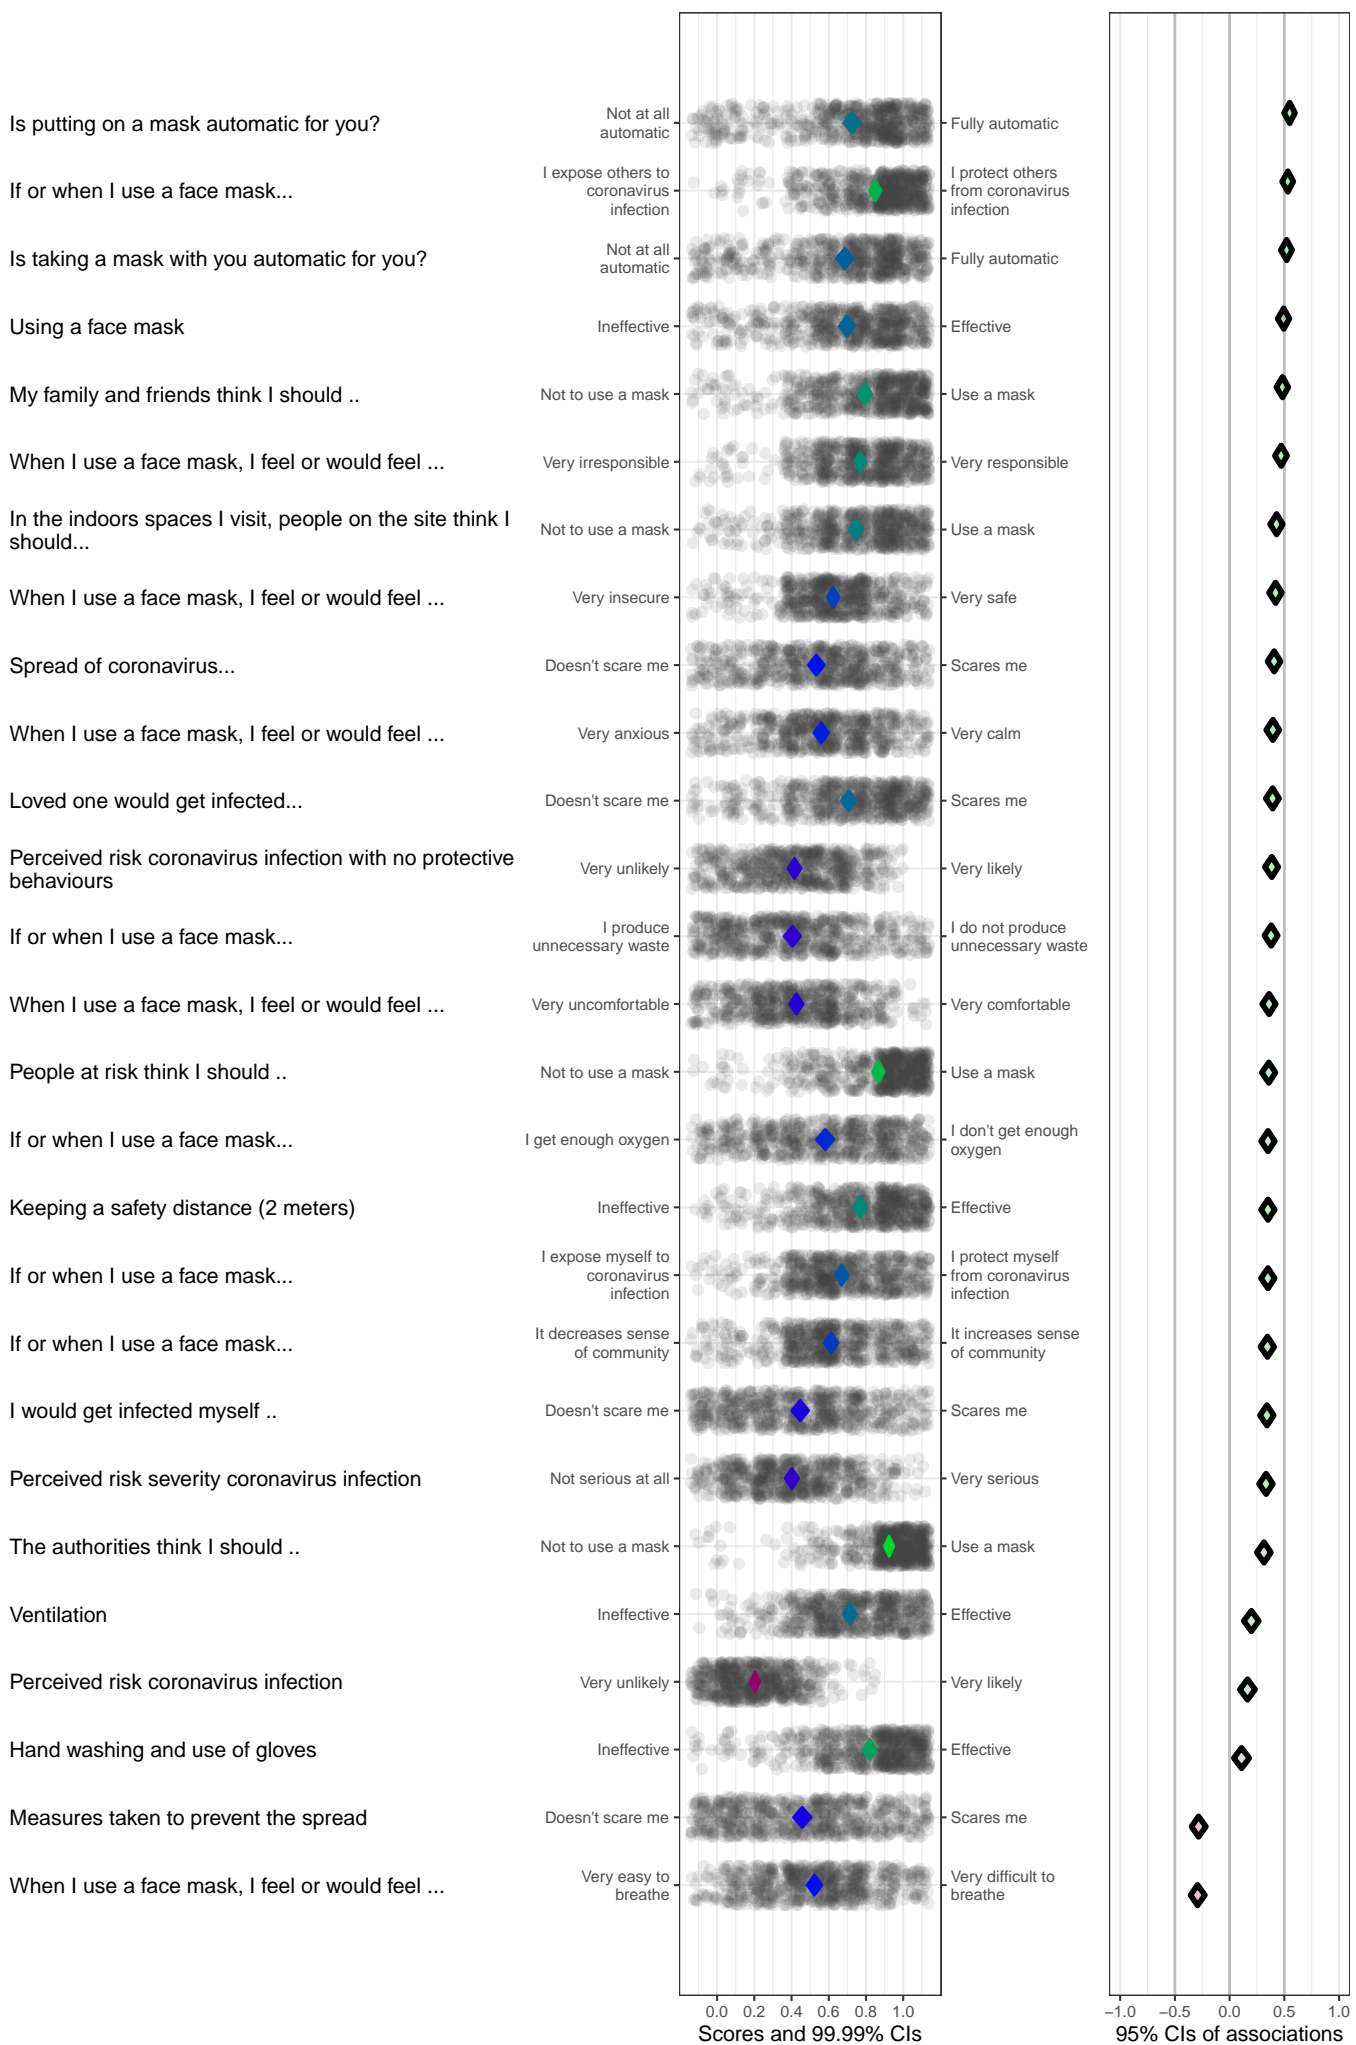 Is putting on a mask automatic for you?
Not at all
automatic
Fully automatic
If or when I use a face mask...
I expose others to
coronavirus
infection
I protect others
from coronavirus
infection
Is taking a mask with you automatic for you?
Not at all
automatic
Fully automatic
Using a face mask
Ineffective
Effective
My family and friends think I should ..
Not to use a mask
Use a mask
When I use a face mask, I feel or would feel ...
Very irresponsible
Very responsible
In the indoors spaces I visit, people on the site think I
should...
Not to use a mask
Use a mask
When I use a face mask, I feel or would feel ...
Very insecure
Very safe
Spread of coronavirus...
Doesn't scare me
Scares me
When I use a face mask, I feel or would feel ...
Very anxious
Very calm
Loved one would get infected...
Doesn't scare me
Scares me
Perceived risk coronavirus infection with no protective
behaviours
Very unlikely
Very likely
If or when I use a face mask...
I produce
unnecessary waste
I do not produce
unnecessary waste
When I use a face mask, I feel or would feel ...
Very uncomfortable
Very comfortable
People at risk think I should ..
Not to use a mask
Use a mask
If or when I use a face mask...
I get enough oxygen
I don't get enough
oxygen
Keeping a safety distance (2 meters)
Ineffective
Effective
If or when I use a face mask...
I expose myself to
coronavirus
infection
I protect myself
from coronavirus
infection
If or when I use a face mask...
It decreases sense
of community
It increases sense
of community
I would get infected myself ..
Doesn't scare me
Scares me
Perceived risk severity coronavirus infection
Not serious at all
Very serious
The authorities think I should ..
Not to use a mask
Use a mask
Ventilation
Ineffective
Effective
Perceived risk coronavirus infection
Very unlikely
Very likely
Hand washing and use of gloves
Ineffective
Effective
Measures taken to prevent the spread
Doesn't scare me
Scares me
When I use a face mask, I feel or would feel ...
Very easy to
breathe
Very difficult to
breathe
0.0 0.2 0.4 0.6 0.8 1.0
Scores and 99.99% CIs
−1.0 −0.5 0.0 0.5 1.0
95% CIs of associations